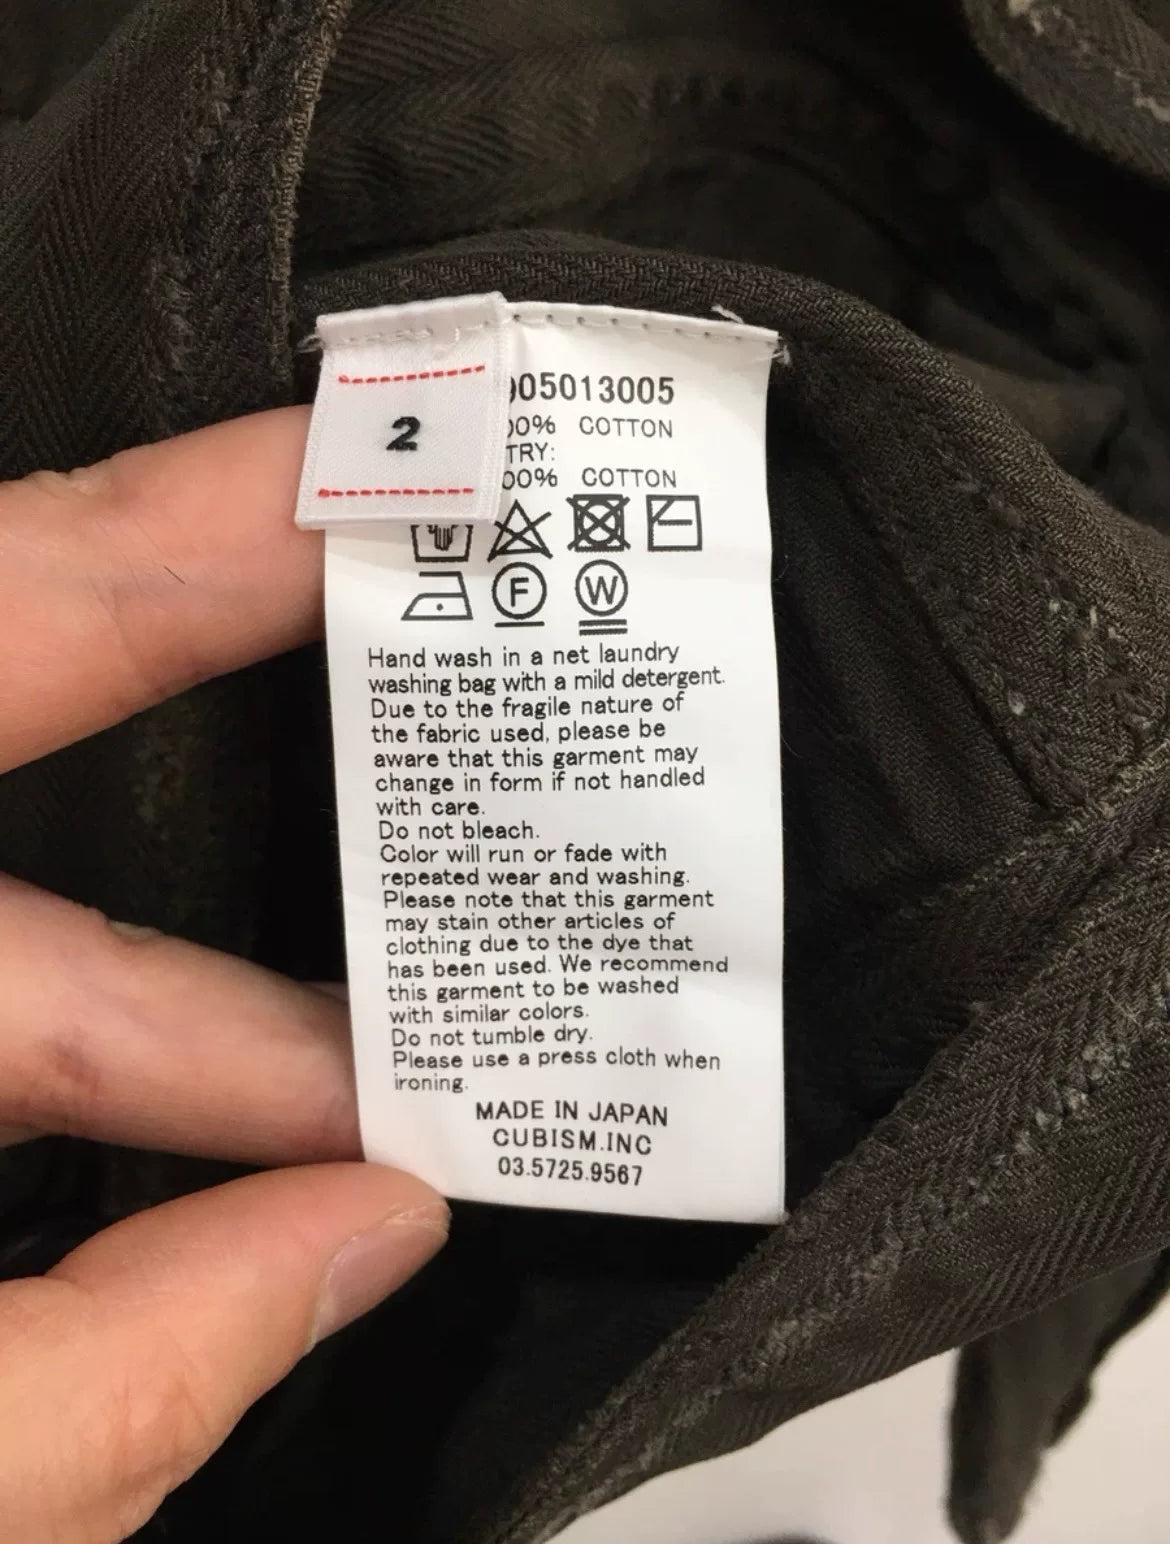 2
05013005
0% COTTON
TRY:
00% COTTON
F W
Hand wash in a net laundry
washing bag with a mild detergent.
Due to the fragile nature of
the fabric used, please be
aware that this garment may
change in form if not handled
with care.
Do not bleach.
Color will run or fade with
repeated wear and washing.
Please note that this garment
may stain other articles of
clothing due to the dye that
has been used. We recommend
this garment to be washed
with similar colors.
Do not tumble dry.
Please use a press cloth when
ironing.
MADE IN JAPAN
CUBISM.INC
03.5725.9567